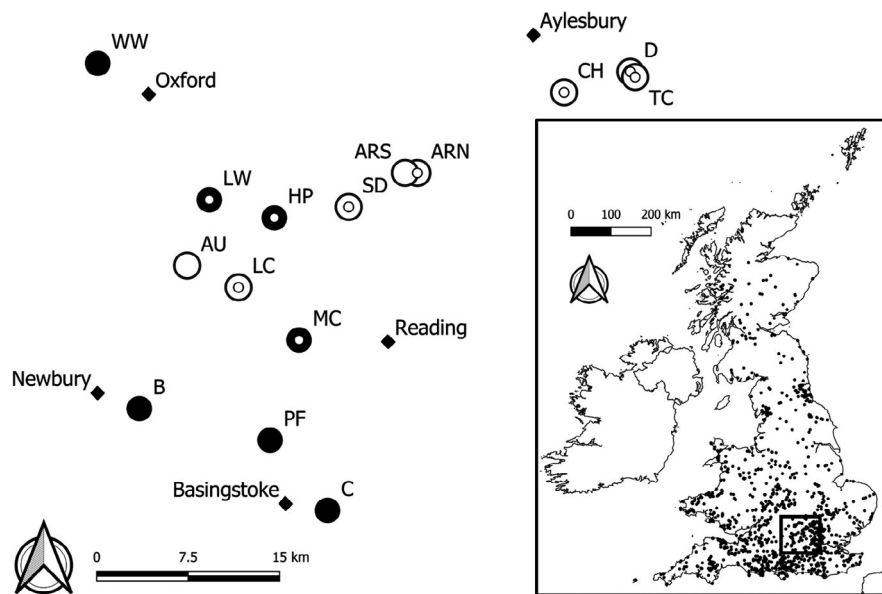 Aylesbury
WW
D
CH
TC
Oxford
ARS
ARN
LW
HP
SD
0 100 200 km
AU
LC
MC
Reading
Newbury
B
PF
Basingstoke
C
0 7.5 15 km